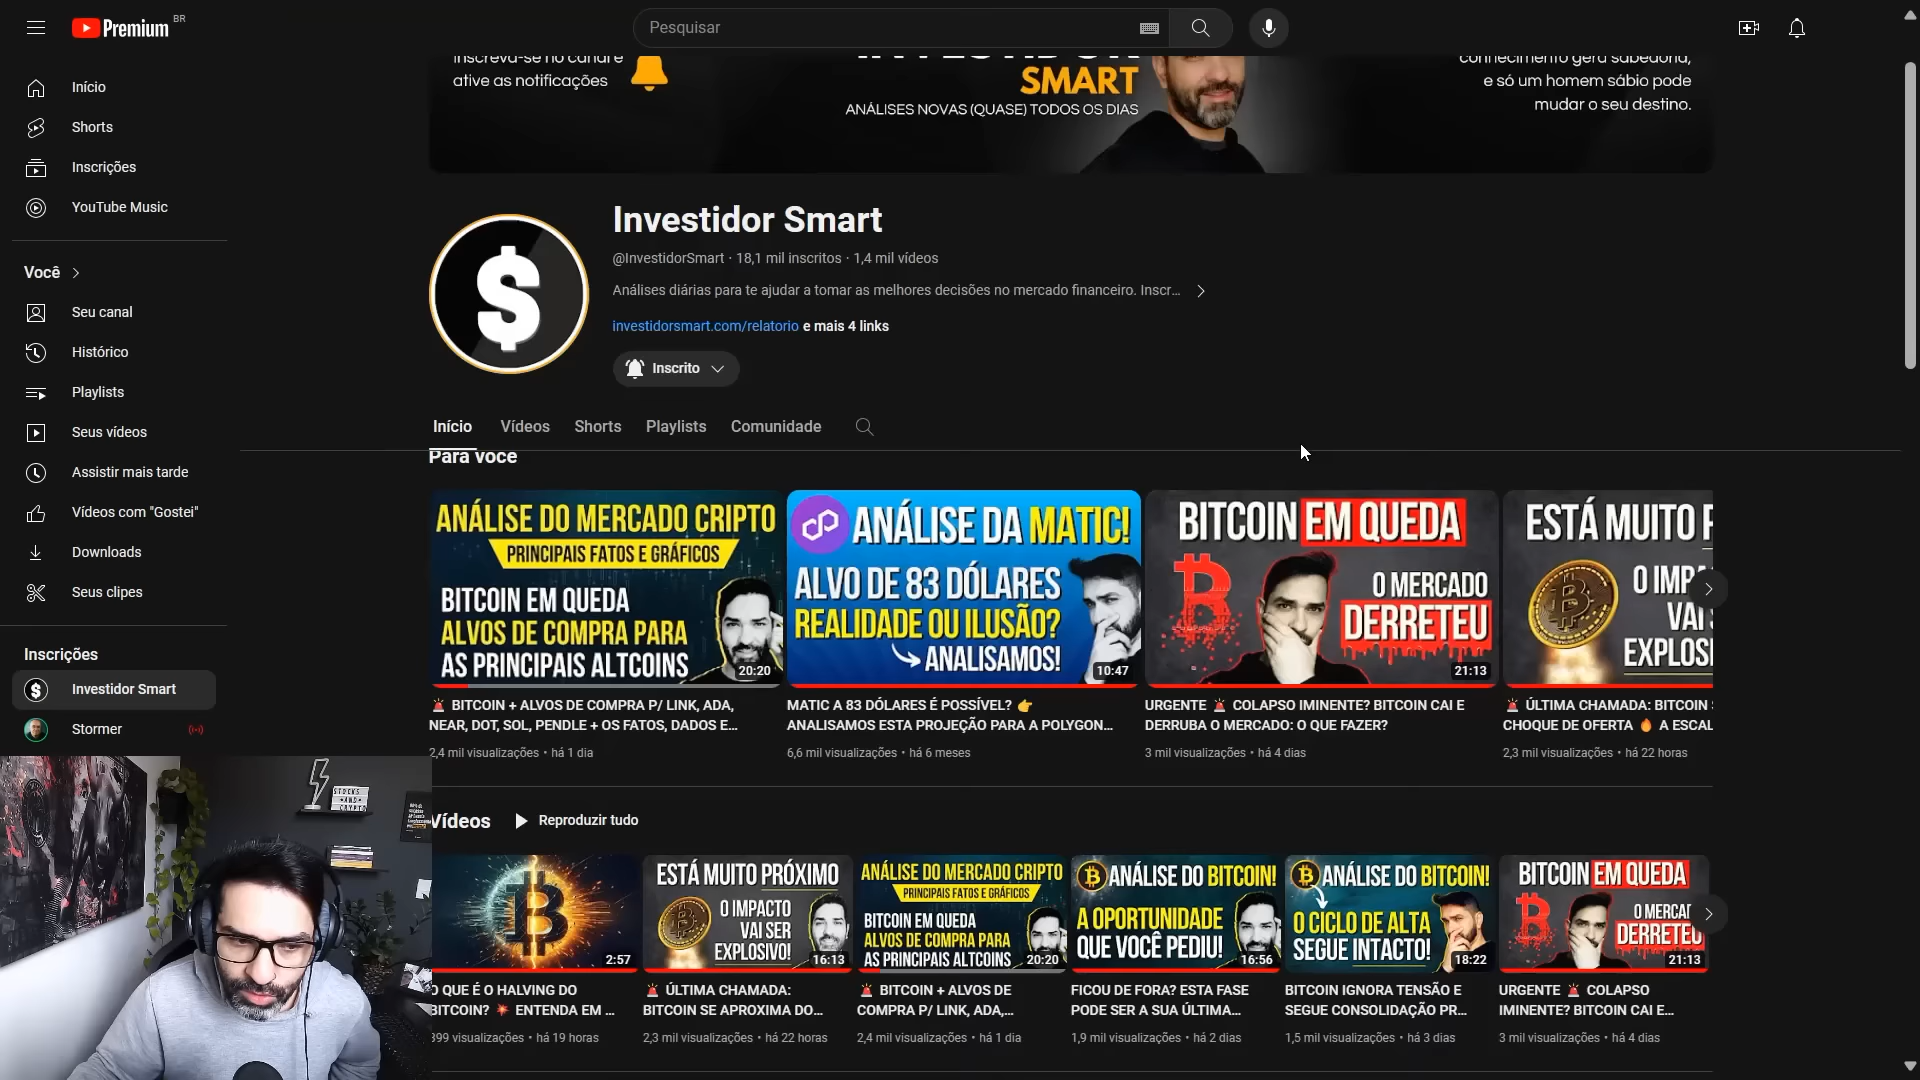 Premium BR
Pesquisar
Início
Shorts
Inscrições
YouTube Music
Você
Seu canal
Histórico
Playlists
Seus vídeos
Assistir mais tarde
Vídeos com "Gostei"
Downloads
Seus clipes
Inscrições
Investidor Smart
Stormer
Inscreva-se no canal e
ative as notificações
INVESTIDOR
SMART
ANÁLISES NOVAS (QUASE) TODOS OS DIAS
conhecimento gera sabedoria,
e só um homem sábio pode
mudar o seu destino.
Investidor Smart
@InvestidorSmart · 18,1 mil inscritos · 1,4 mil vídeos
Análises diárias para te ajudar a tomar as melhores decisões no mercado financeiro. Inscr...
investidorsmart.com/relatorio e mais 4 links
Inscrito
Início Vídeos Shorts Playlists Comunidade
Para você
ANÁLISE DO MERCADO CRIPTO
PRINCIPAIS FATOS E GRÁFICOS
BITCOIN EM QUEDA
ALVOS DE COMPRA PARA
AS PRINCIPAIS ALTCOINS
20:20
🚨 BITCOIN + ALVOS DE COMPRA P/ LINK, ADA,
NEAR, DOT, SOL, PENDLE + OS FATOS, DADOS E...
2,4 mil visualizações · há 1 dia
ANÁLISE DA MATIC!
ALVO DE 83 DÓLARES
REALIDADE OU ILUSÃO?
ANALISAMOS!
10:47
MATIC A 83 DÓLARES É POSSÍVEL? 👉
ANALISAMOS ESTA PROJEÇÃO PARA A POLYGON...
6,6 mil visualizações · há 6 meses
BITCOIN EM QUEDA
O MERCADO
DERRETEU
21:13
URGENTE 🚨 COLAPSO IMINENTE? BITCOIN CAI E
DERRUBA O MERCADO: O QUE FAZER?
3 mil visualizações · há 4 dias
ESTÁ MUITO P
O IMPA
VAI S
EXPLOSI
🚨 ÚLTIMA CHAMADA: BITCOIN S
CHOQUE DE OFERTA 🔥 A ESCAL
2,3 mil visualizações · há 22 horas
Vídeos
Reproduzir tudo
2:57
O QUE É O HALVING DO
BITCOIN? 💥 ENTENDA EM ...
399 visualizações · há 19 horas
ESTÁ MUITO PRÓXIMO
O IMPACTO
VAI SER
EXPLOSIVO!
16:13
🚨 ÚLTIMA CHAMADA:
BITCOIN SE APROXIMA DO...
2,3 mil visualizações · há 22 horas
ANÁLISE DO MERCADO CRIPTO
PRINCIPAIS FATOS E GRÁFICOS
BITCOIN EM QUEDA
ALVOS DE COMPRA PARA
AS PRINCIPAIS ALTCOINS
20:20
🚨 BITCOIN + ALVOS DE
COMPRA P/ LINK, ADA,...
2,4 mil visualizações · há 1 dia
ANÁLISE DO BITCOIN!
A OPORTUNIDADE
QUE VOCÊ PEDIU!
16:56
FICOU DE FORA? ESTA FASE
PODE SER A SUA ÚLTIMA...
1,9 mil visualizações · há 2 dias
ANÁLISE DO BITCOIN!
O CICLO DE ALTA
SEGUE INTACTO!
18:22
BITCOIN IGNORA TENSÃO E
SEGUE CONSOLIDAÇÃO PR...
1,5 mil visualizações · há 3 dias
BITCOIN EM QUEDA
O MERCAD
DERRETEU
21:13
URGENTE 🚨 COLAPSO
IMINENTE? BITCOIN CAI E...
3 mil visualizações · há 4 dias
STOCKS
AND
CRYPTO